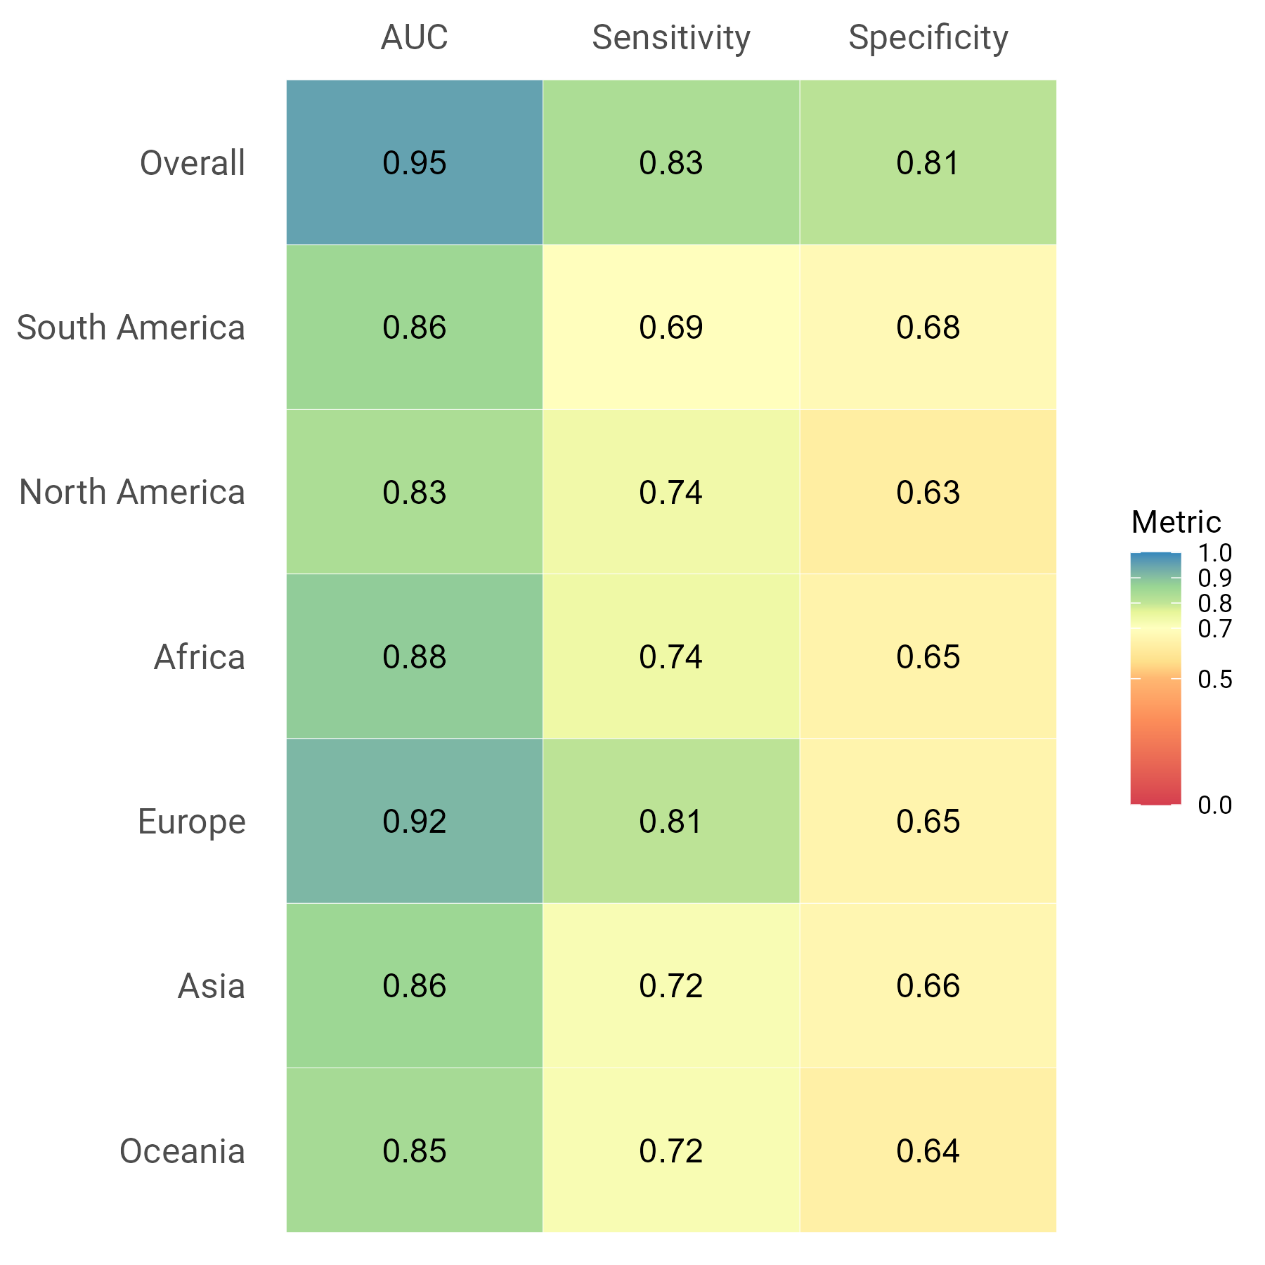 AUC Sensitivity Specificity
Overall 0.95 0.83 0.81
South America 0.86 0.69 0.68
North America 0.83 0.74 0.63
Africa 0.88 0.74 0.65
Europe 0.92 0.81 0.65
Asia 0.86 0.72 0.66
Oceania 0.85 0.72 0.64
Metric
1.0
0.9
0.8
0.7
0.5
0.0